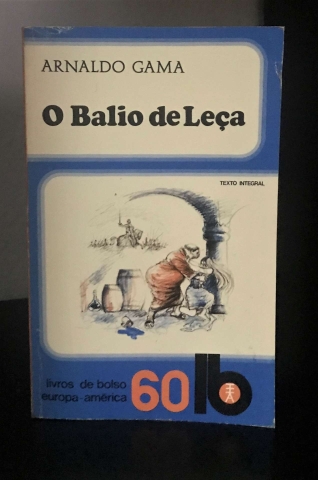 ARNALDO GAMA
O Balio de Leça
TEXTO INTEGRAL
livros de bolso
europa-américa
60
lb